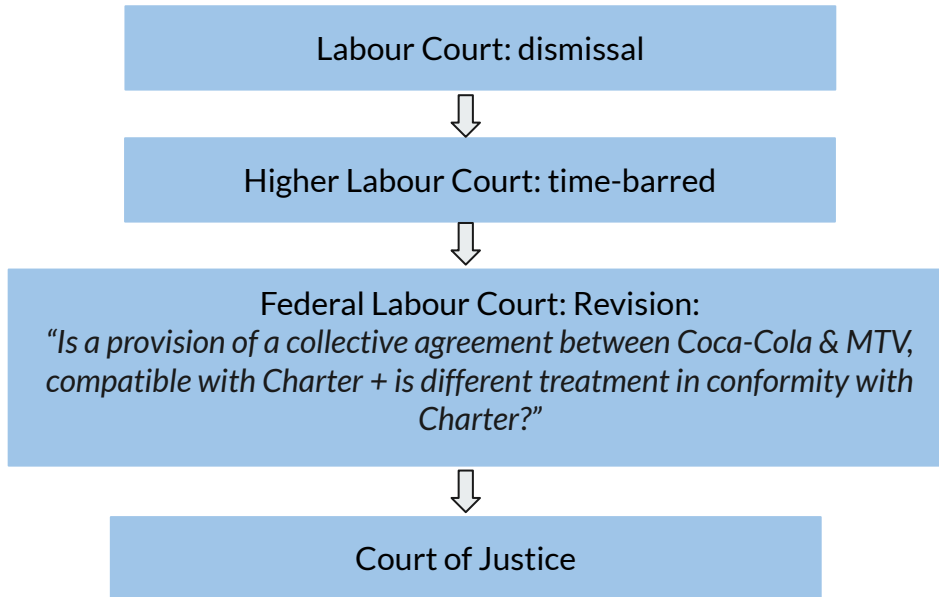 Labour Court: dismissal
Higher Labour Court: time-barred
Federal Labour Court: Revision:
“Is a provision of a collective agreement between Coca-Cola & MTV,
compatible with Charter + is different treatment in conformity with
Charter?”
Court of Justice